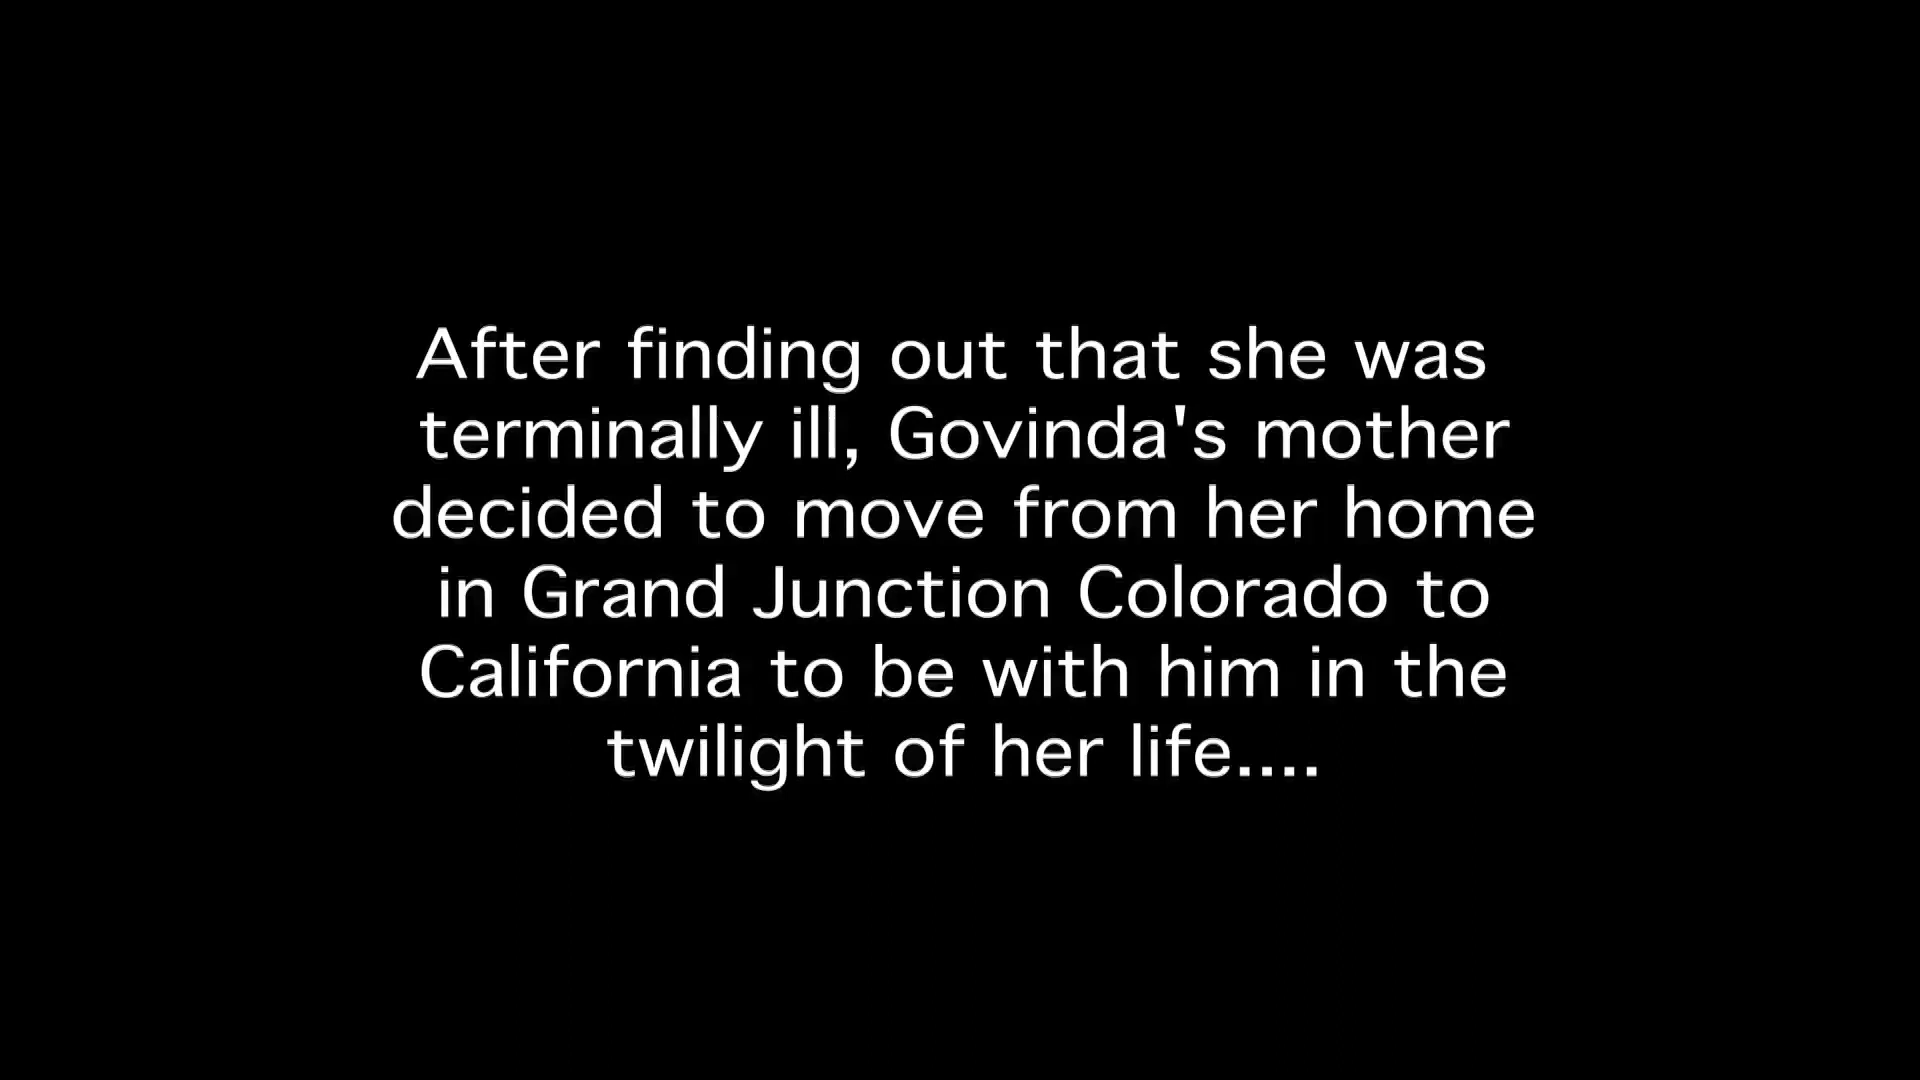 After finding out that she was
terminally ill, Govinda's mother
decided to move from her home
in Grand Junction Colorado to
California to be with him in the
twilight of her life....